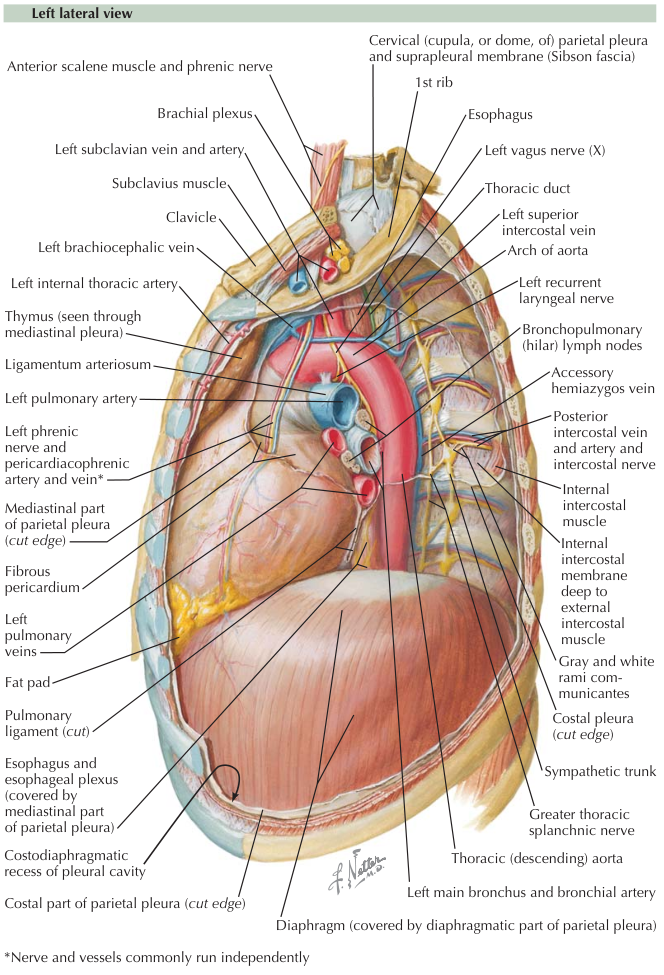 Left lateral view
Cervical (cupula, or dome, of) parietal pleura
and suprapleural membrane (Sibson fascia)
Anterior scalene muscle and phrenic nerve
1st rib
Brachial plexus
Esophagus
Left subclavian vein and artery
Left vagus nerve (X)
Subclavius muscle
Thoracic duct
Clavicle
Left superior
intercostal vein
Left brachiocephalic vein
Arch of aorta
Left internal thoracic artery
Left recurrent
laryngeal nerve
Thymus (seen through
mediastinal pleura)
Bronchopulmonary
(hilar) lymph nodes
Ligamentum arteriosum
Accessory
hemiazygos vein
Left pulmonary artery
Posterior
intercostal vein
and artery and
intercostal nerve
Left phrenic
nerve and
pericardiacophrenic
artery and vein*
Internal
intercostal
muscle
Mediastinal part
of parietal pleura
(cut edge)
Internal
intercostal
membrane
deep to
external
intercostal
muscle
Fibrous
pericardium
Left
pulmonary
veins
Gray and white
rami com-
municantes
Fat pad
Costal pleura
(cut edge)
Pulmonary
ligament (cut)
Sympathetic trunk
Esophagus and
esophageal plexus
(covered by
mediastinal part
of parietal pleura)
Greater thoracic
splanchnic nerve
Costodiaphragmatic
recess of pleural cavity
Thoracic (descending) aorta
F. Netter
M.D.
Left main bronchus and bronchial artery
Costal part of parietal pleura (cut edge)
Diaphragm (covered by diaphragmatic part of parietal pleura)
*Nerve and vessels commonly run independently